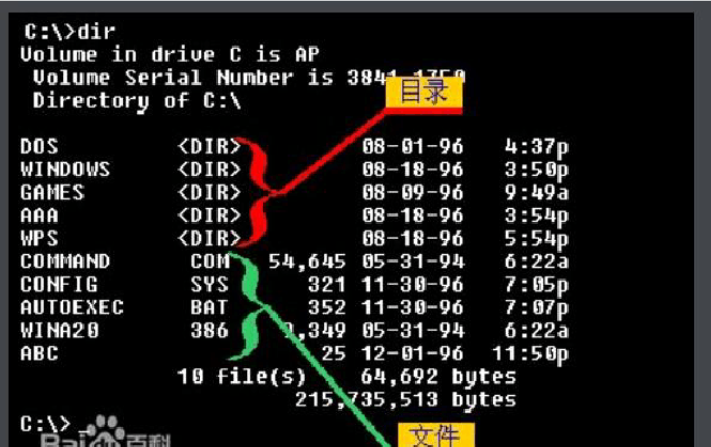 C:\>dir
Volume in drive C is AP
Volume Serial Number is 3841-1750
Directory of C:\
目录
DOS <DIR> 08-01-96 4:37p
WINDOWS <DIR> 08-18-96 3:50p
GAMES <DIR> 08-09-96 9:49a
AAA <DIR> 08-18-96 3:54p
WPS <DIR> 08-18-96 5:54p
COMMAND COM 54,645 05-31-94 6:22a
CONFIG SYS 321 11-30-96 7:05p
AUTOEXEC BAT 352 11-30-96 7:07p
WINA20 386 9,349 05-31-94 6:22a
ABC 25 12-01-96 11:50p
10 file(s) 64,692 bytes
215,735,513 bytes
C:\>_
文件
Bai 百科